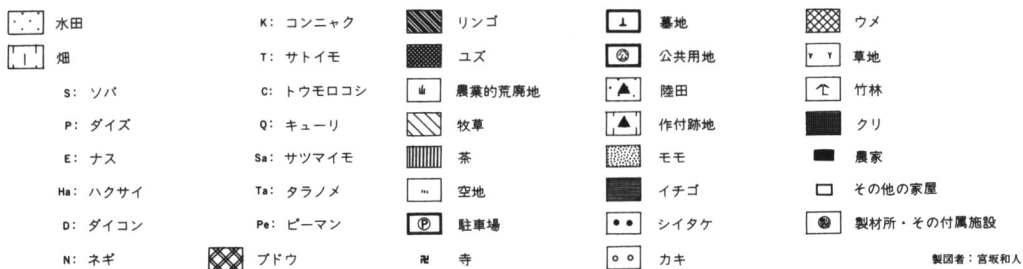 水田 K: コンニャク リンゴ 墓地 ウメ
畑 T: サトイモ ユズ 公 公共用地 草地
S: ソバ C: トウモロコシ 農業的荒廃地 陸田 竹林
P: ダイズ Q: キューリ 牧草 作付跡地 クリ
E: ナス Sa: サツマイモ 茶 モモ 農家
Ha: ハクサイ Ta: タラノメ 空地 イチゴ その他の家屋
D: ダイコン Pe: ピーマン P 駐車場 シイタケ 製 製材所・その付属施設
N: ネギ ブドウ 卍 寺 カキ 製図者: 宮坂和人